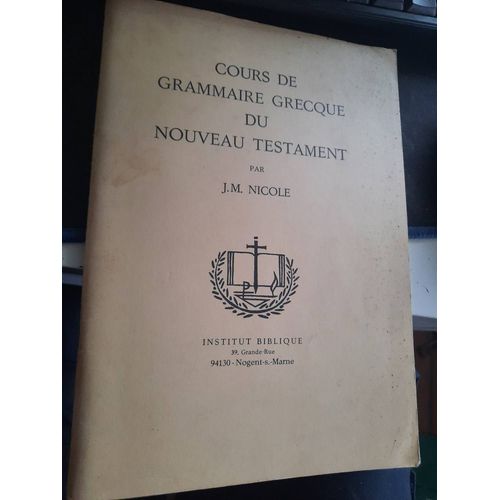 COURS DE
GRAMMAIRE GRECQUE
DU
NOUVEAU TESTAMENT
PAR
J.M. NICOLE
INSTITUT BIBLIQUE
39, Grande-Rue
94130 - Nogent-s.-Marne